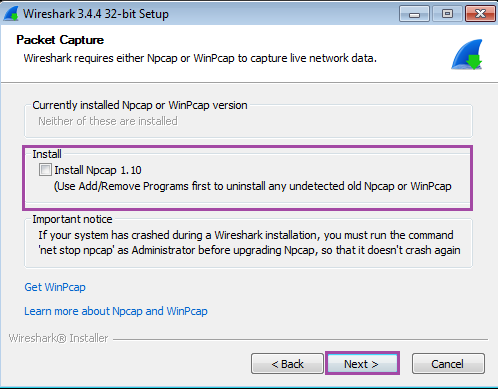 Wireshark 3.4.4 32-bit Setup
Packet Capture
Wireshark requires either Npcap or WinPcap to capture live network data.
Currently installed Npcap or WinPcap version
Neither of these are installed
Install
Install Npcap 1.10
(Use Add/Remove Programs first to uninstall any undetected old Npcap or WinPcap
Important notice
If your system has crashed during a Wireshark installation, you must run the command
'net stop npcap' as Administrator before upgrading Npcap, so that it doesn't crash again
Get WinPcap
Learn more about Npcap and WinPcap
Wireshark® Installer
< Back
Next >
Cancel